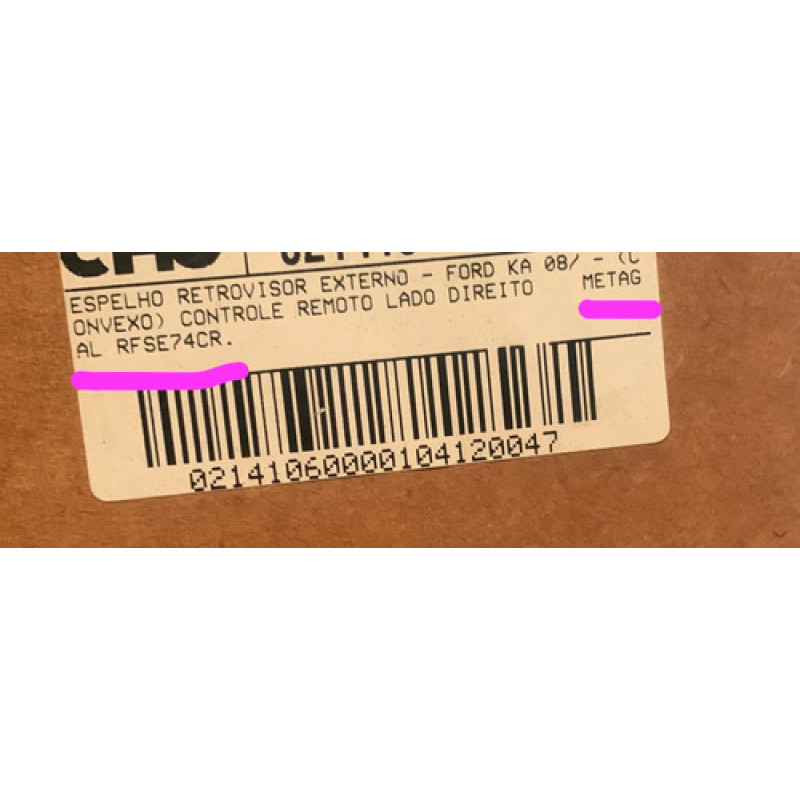 ESPELHO RETROVISOR EXTERNO - FORD KA 08/ - (C
ONVEXO) CONTROLE REMOTO LADO DIREITO METAG
AL RFSE74CR.
02141060000104120047